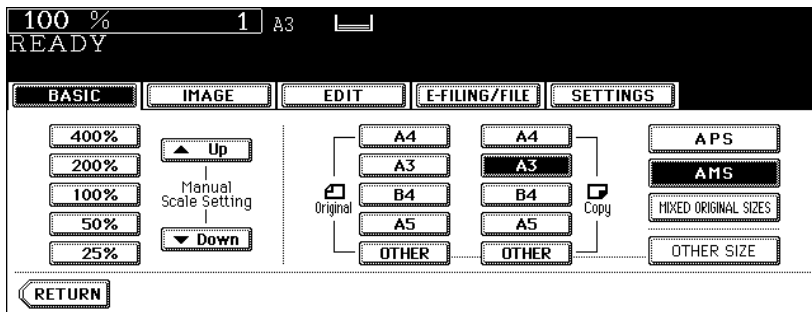 100 % 1 A3
READY
BASIC IMAGE EDIT E-FILING/FILE SETTINGS
400%
200%
100%
50%
25%
Up
Manual
Scale Setting
Down
Original
A4
A3
B4
A5
OTHER
A4
A3
B4
A5
OTHER
Copy
APS
AMS
MIXED ORIGINAL SIZES
OTHER SIZE
RETURN